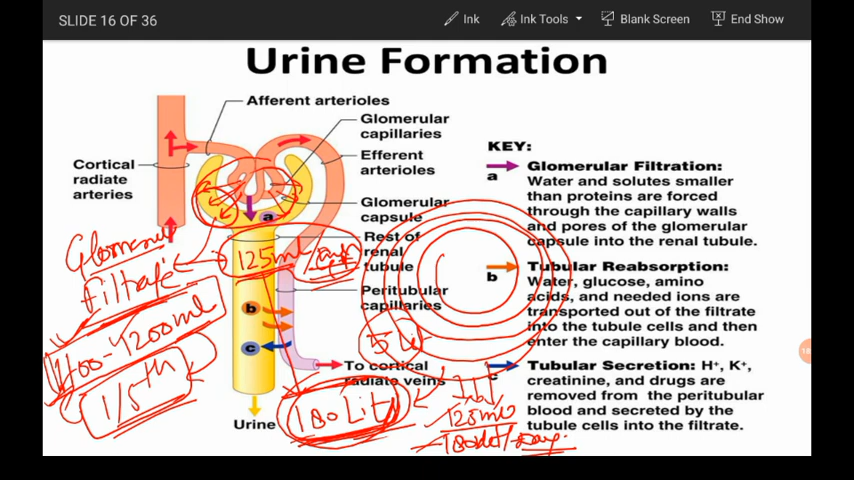 SLIDE 16 OF 36
Ink
Ink Tools
Blank Screen
End Show
Urine Formation
Afferent arterioles
Glomerular
capillaries
Efferent
arterioles
Cortical
radiate
arteries
Glomerular
capsule
Rest of
renal
tubule
Peritubular
capillaries
To cortical
radiate veins
Urine
a
b
c
KEY:
a
Glomerular Filtration:
Water and solutes smaller
than proteins are forced
through the capillary walls
and pores of the glomerular
capsule into the renal tubule.
b
Tubular Reabsorption:
Water, glucose, amino
acids, and needed ions are
transported out of the filtrate
into the tubule cells and then
enter the capillary blood.
c
Tubular Secretion: H⁺, K⁺,
creatinine, and drugs are
removed from the peritubular
blood and secreted by the
tubule cells into the filtrate.
filtrate
125ml
1100-1200ml
1/5th
5 Lit
180 Lit
125ml